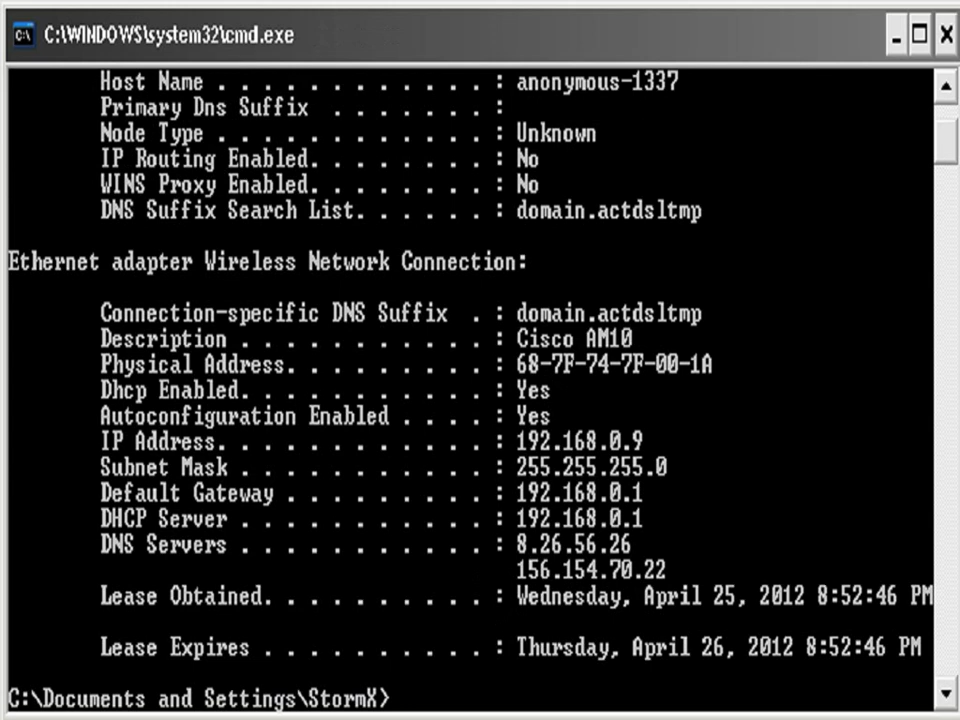 C:\WINDOWS\system32\cmd.exe
Host Name . . . . . . . . . . . . : anonymous-1337
Primary Dns Suffix . . . . . . . :
Node Type . . . . . . . . . . . . : Unknown
IP Routing Enabled. . . . . . . . : No
WINS Proxy Enabled. . . . . . . . : No
DNS Suffix Search List. . . . . . : domain.actdsltmp
Ethernet adapter Wireless Network Connection:
Connection-specific DNS Suffix . : domain.actdsltmp
Description . . . . . . . . . . . : Cisco AM10
Physical Address. . . . . . . . . : 68-7F-74-7F-00-1A
Dhcp Enabled. . . . . . . . . . . : Yes
Autoconfiguration Enabled . . . . : Yes
IP Address. . . . . . . . . . . . : 192.168.0.9
Subnet Mask . . . . . . . . . . . : 255.255.255.0
Default Gateway . . . . . . . . . : 192.168.0.1
DHCP Server . . . . . . . . . . . : 192.168.0.1
DNS Servers . . . . . . . . . . . : 8.26.56.26
156.154.70.22
Lease Obtained. . . . . . . . . . : Wednesday, April 25, 2012 8:52:46 PM
Lease Expires . . . . . . . . . . : Thursday, April 26, 2012 8:52:46 PM
C:\Documents and Settings\StormX>